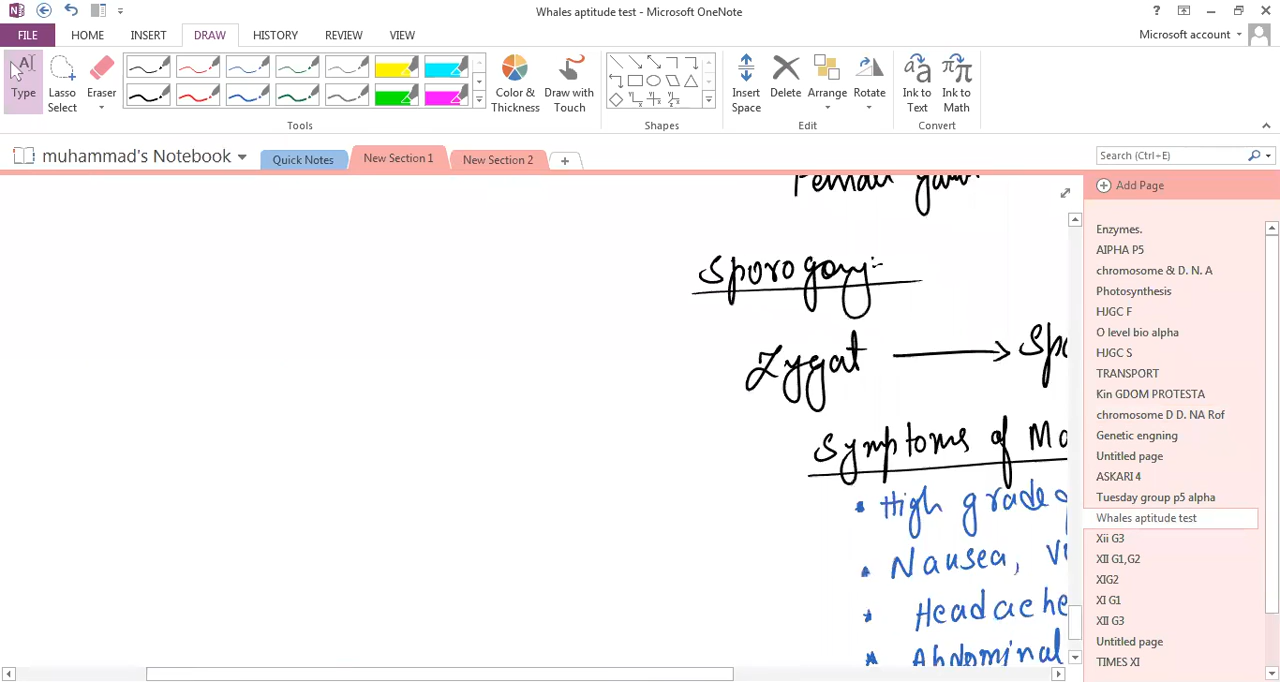 Whales aptitude test - Microsoft OneNote
?
FILE HOME INSERT DRAW HISTORY REVIEW VIEW
Microsoft account
Type
Lasso Select
Eraser
Color & Thickness
Draw with Touch
Insert Space
Delete
Arrange
Rotate
Ink to Text
Ink to Math
Tools
Shapes
Edit
Convert
muhammad's Notebook
Quick Notes
New Section 1
New Section 2
Search (Ctrl+E)
Add Page
Enzymes.
AIPHA P5
chromosome & D. N. A
Photosynthesis
HJGC F
O level bio alpha
HJGC S
TRANSPORT
Kin GDOM PROTESTA
chromosome D D. NA Rof
Genetic engning
Untitled page
ASKARI 4
Tuesday group p5 alpha
Whales aptitude test
Xii G3
XII G1,G2
XIG2
XI G1
XII G3
Untitled page
TIMES XI
Sporogony:-
Zygat → Sp
Symptoms of Ma
• High grade
• Nausea, V
• Headache
• Abdominal